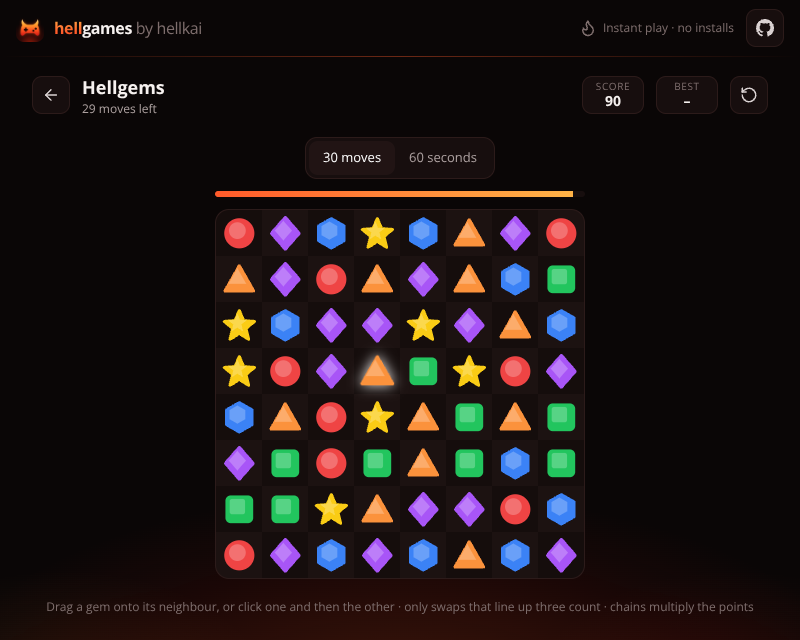 hellgames by hellkai
Instant play · no installs
Hellgems
29 moves left
SCORE
90
BEST
–
30 moves
60 seconds
Drag a gem onto its neighbour, or click one and then the other · only swaps that line up three count · chains multiply the points